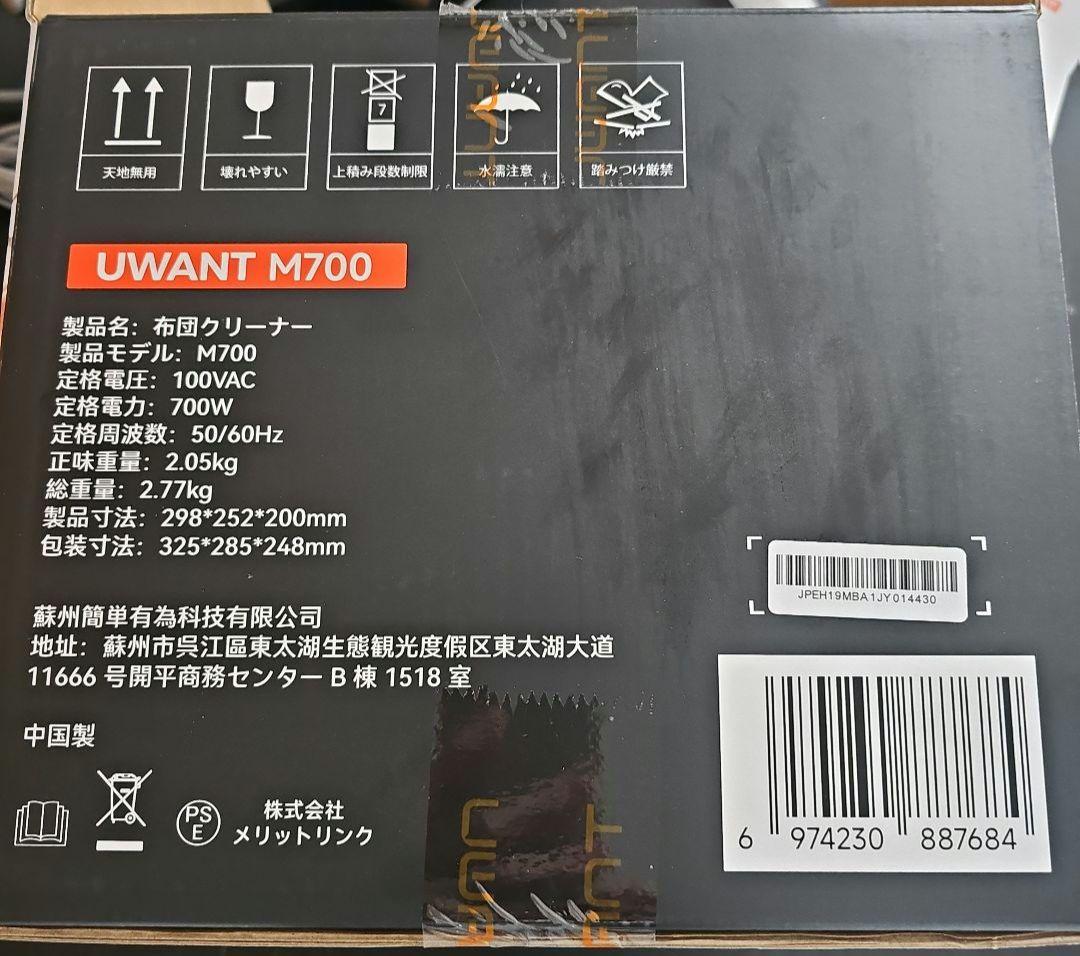 天地無用
壊れやすい
7
上積み段数制限
水濡注意
踏みつけ厳禁
UWANT M700
製品名：布団クリーナー
製品モデル：M700
定格電圧：100VAC
定格電力：700W
定格周波数：50/60Hz
正味重量：2.05kg
総重量：2.77kg
製品寸法：298*252*200mm
包装寸法：325*285*248mm
JPEH19MBA1JY014430
蘇州簡単有為科技有限公司
地址：蘇州市呉江區東太湖生態観光度假区東太湖大道
11666 号開平商務センター B 棟 1518 室
中国製
PS
E
株式会社
メリットリンク
6 974230 887684